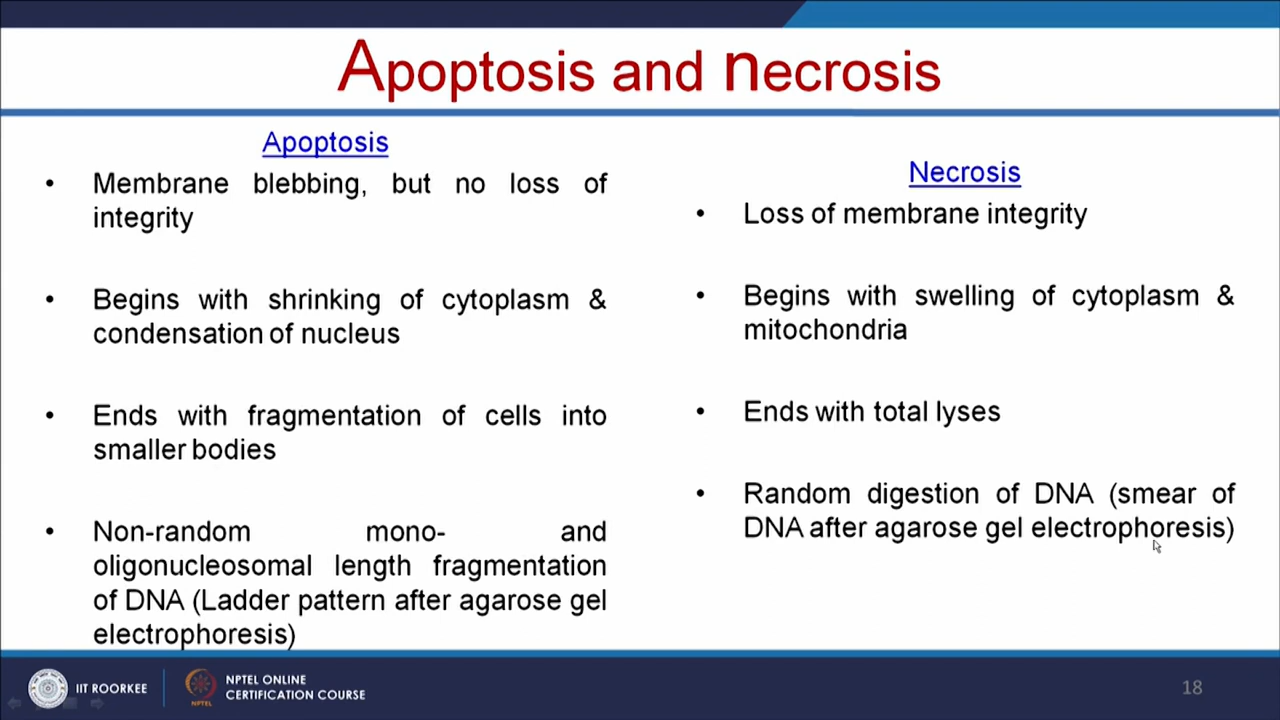 Apoptosis and necrosis
Apoptosis
• Membrane blebbing, but no loss of
integrity
• Begins with shrinking of cytoplasm &
condensation of nucleus
• Ends with fragmentation of cells into
smaller bodies
• Non-random mono- and
oligonucleosomal length fragmentation
of DNA (Ladder pattern after agarose gel
electrophoresis)
Necrosis
• Loss of membrane integrity
• Begins with swelling of cytoplasm &
mitochondria
• Ends with total lyses
• Random digestion of DNA (smear of
DNA after agarose gel electrophoresis)
IIT ROORKEE
NPTEL
NPTEL ONLINE
CERTIFICATION COURSE
18